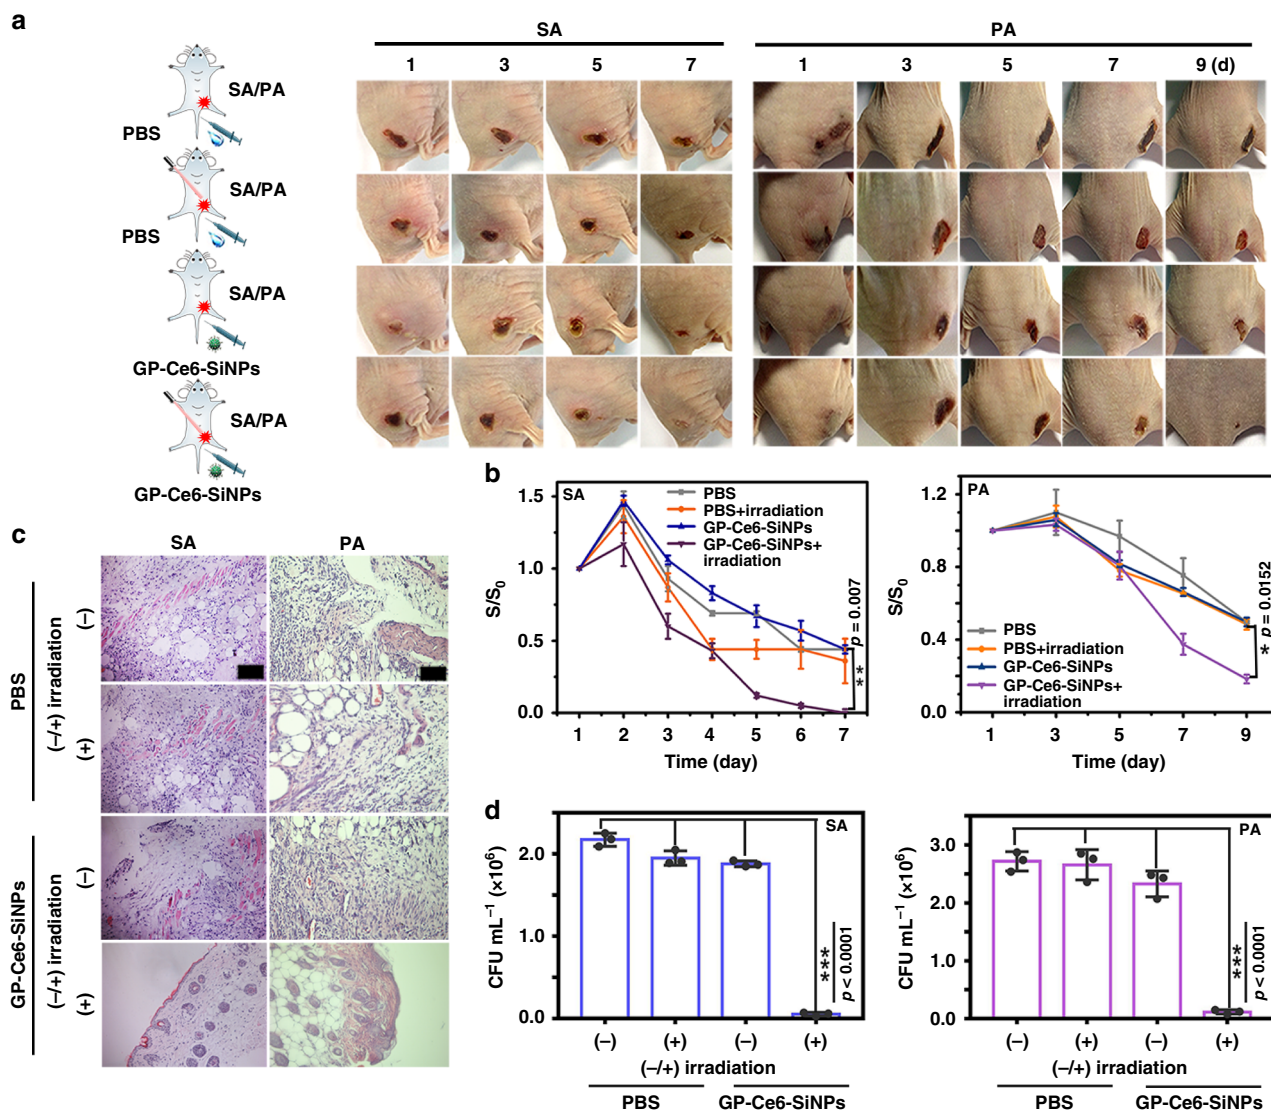 a
SA
PA
1 3 5 7
1 3 5 7 9 (d)
SA/PA
PBS
SA/PA
PBS
SA/PA
GP-Ce6-SiNPs
SA/PA
GP-Ce6-SiNPs
b
SA
PBS
PBS+irradiation
GP-Ce6-SiNPs
GP-Ce6-SiNPs+
irradiation
S/S0
1.5
1.0
0.5
0.0
1 2 3 4 5 6 7
Time (day)
p = 0.007
**
PA
PBS
PBS+irradiation
GP-Ce6-SiNPs
GP-Ce6-SiNPs+
irradiation
S/S0
1.2
0.8
0.4
0.0
1 3 5 7 9
Time (day)
p = 0.0152
*
c
SA PA
PBS
(–/+) irradiation
(–)
(+)
GP-Ce6-SiNPs
(–/+) irradiation
(–)
(+)
d
SA
CFU mL⁻¹ (×10⁶)
2.0
1.0
0.0
***
p < 0.0001
(–) (+) (–) (+)
(–/+) irradiation
PBS GP-Ce6-SiNPs
PA
CFU mL⁻¹ (×10⁶)
3.0
2.0
1.0
0.0
***
p < 0.0001
(–) (+) (–) (+)
(–/+) irradiation
PBS GP-Ce6-SiNPs